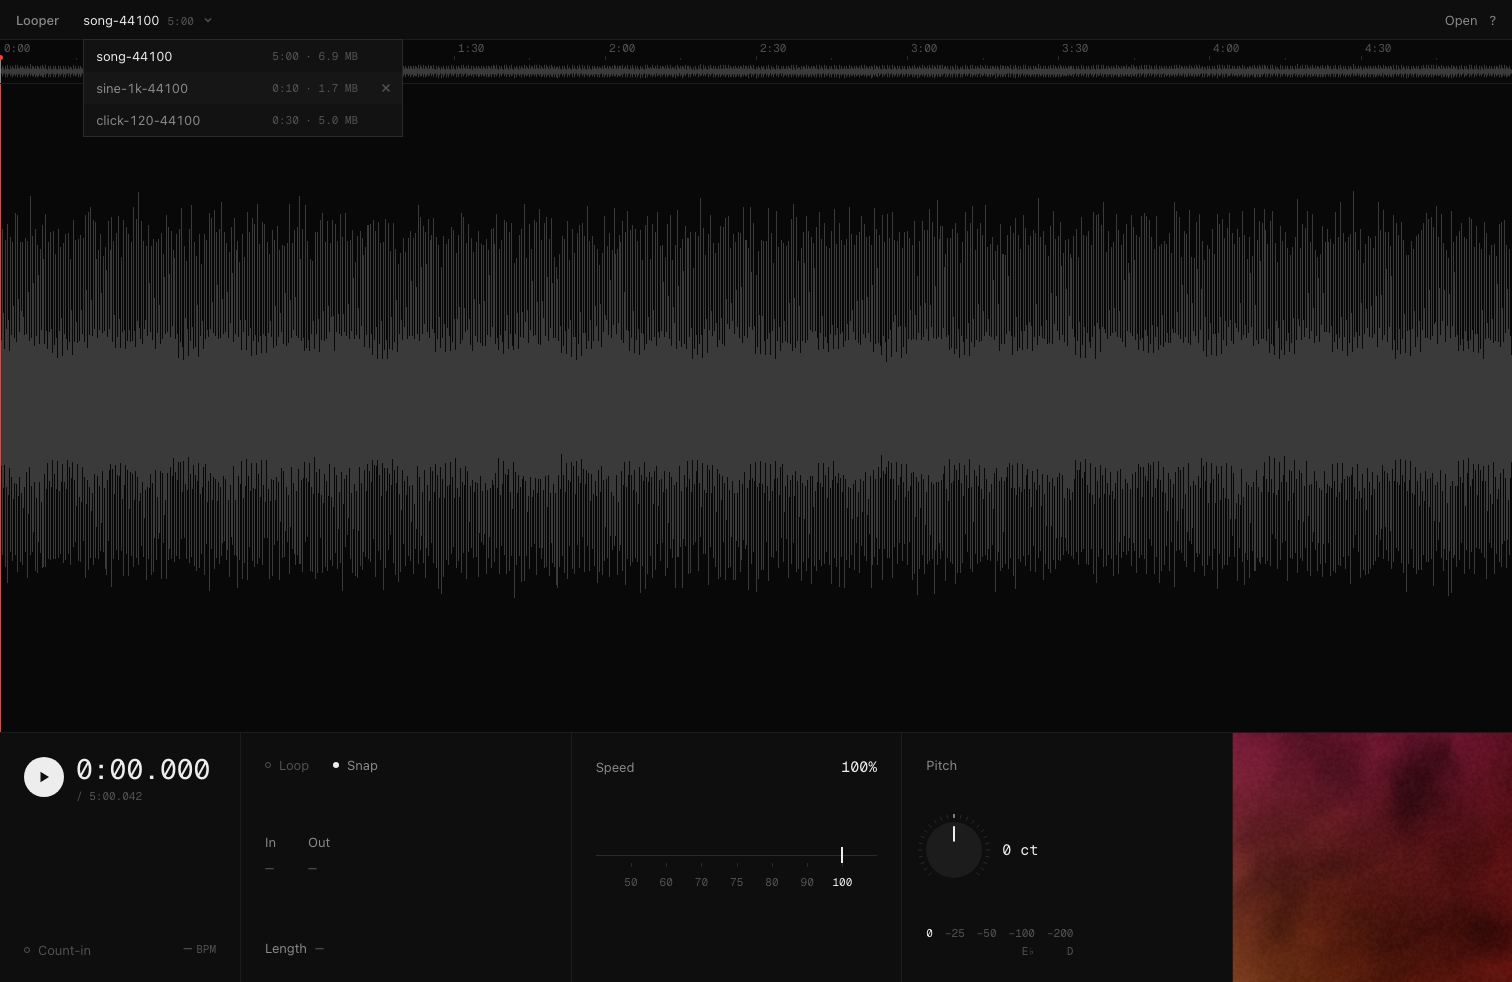 Looper song-44100 5:00 Open ?
0:00 1:30 2:00 2:30 3:00 3:30 4:00 4:30
song-44100 5:00 · 6.9 MB
sine-1k-44100 0:10 · 1.7 MB ×
click-120-44100 0:30 · 5.0 MB
0:00.000
/ 5:00.042
Count-in — BPM
Loop Snap
In Out
— —
Length —
Speed 100%
50 60 70 75 80 90 100
Pitch
0 ct
0 −25 −50 −100 −200
E♭ D